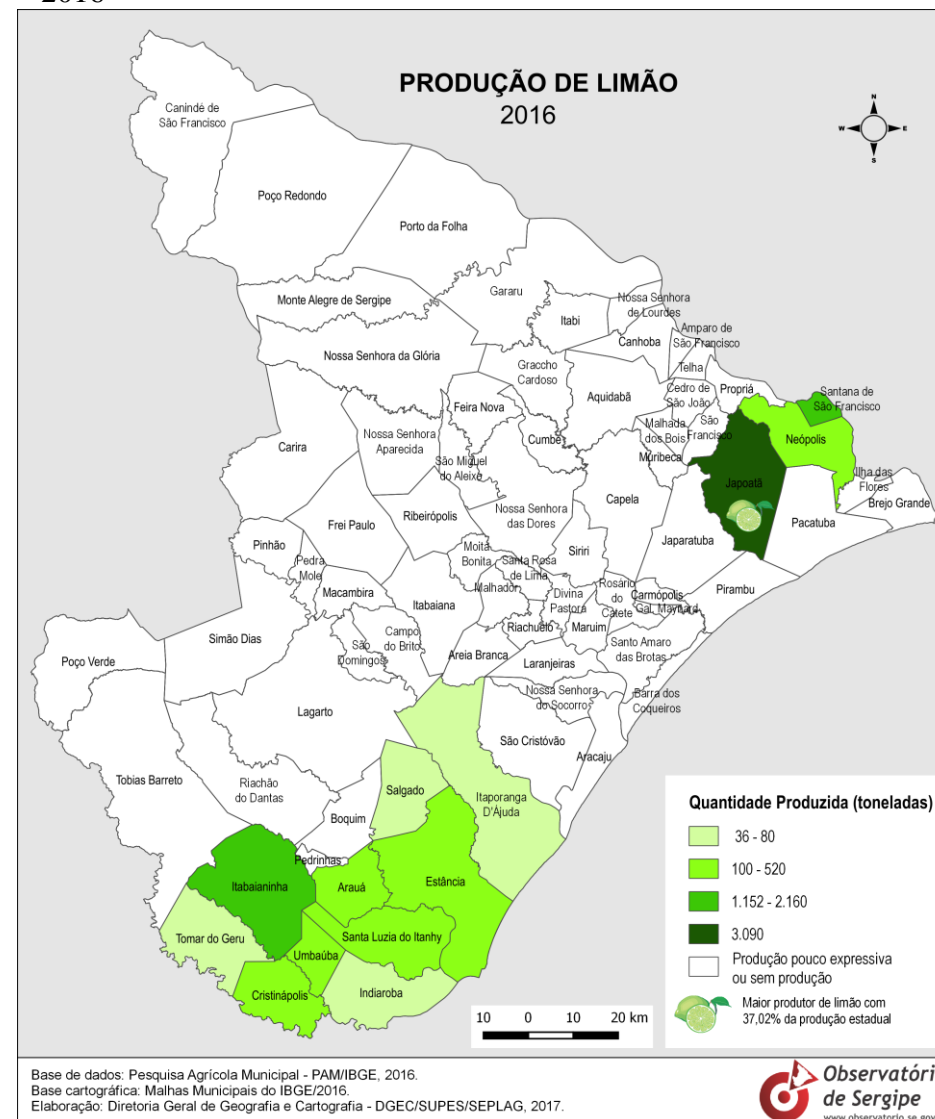 2016
PRODUÇÃO DE LIMÃO
2016
N
W
E
S
Canindé de
São Francisco
Poço Redondo
Porto da Folha
Gararu
Monte Alegre de Sergipe
Nossa Senhora
de Lourdes
Itabi
Amparo de
São Francisco
Canhoba
Nossa Senhora da Glória
Graccho
Cardoso
Telha
Aquidabã
Cedro de
São João
Propriá
Santana de
São Francisco
Feira Nova
Nossa Senhora
Aparecida
Cumbe
Malhada
dos Bois
São
Francisco
Neópolis
Carira
São Miguel
do Aleixo
Muribeca
Japoatã
Ilha das
Flores
Brejo Grande
Capela
Nossa Senhora
das Dores
Ribeirópolis
Frei Paulo
Pacatuba
Japaratuba
Pinhão
Pedra
Mole
Moita
Bonita
Santa Rosa
de Lima
Siriri
Macambira
Malhador
Divina
Pastora
Rosário
do
Catete
Carmópolis
Gal. Maynard
Pirambu
Itabaiana
Riachuelo
Maruim
Simão Dias
Campo
do Brito
São
Domingos
Santo Amaro
das Brotas
Areia Branca
Laranjeiras
Poço Verde
Nossa Senhora
do Socorro
Barra dos
Coqueiros
Lagarto
São Cristóvão
Aracaju
Tobias Barreto
Riachão
do Dantas
Salgado
Itaporanga
D'Ájuda
Boquim
Pedrinhas
Itabaianinha
Arauá
Estância
Tomar do Geru
Santa Luzia do Itanhy
Umbaúba
Cristinápolis
Indiaroba
Quantidade Produzida (toneladas)
36 - 80
100 - 520
1.152 - 2.160
3.090
Produção pouco expressiva
ou sem produção
Maior produtor de limão com
37,02% da produção estadual
10 0 10 20 km
Base de dados: Pesquisa Agrícola Municipal - PAM/IBGE, 2016.
Base cartográfica: Malhas Municipais do IBGE/2016.
Elaboração: Diretoria Geral de Geografia e Cartografia - DGEC/SUPES/SEPLAG, 2017.
Observatóri
de Sergipe